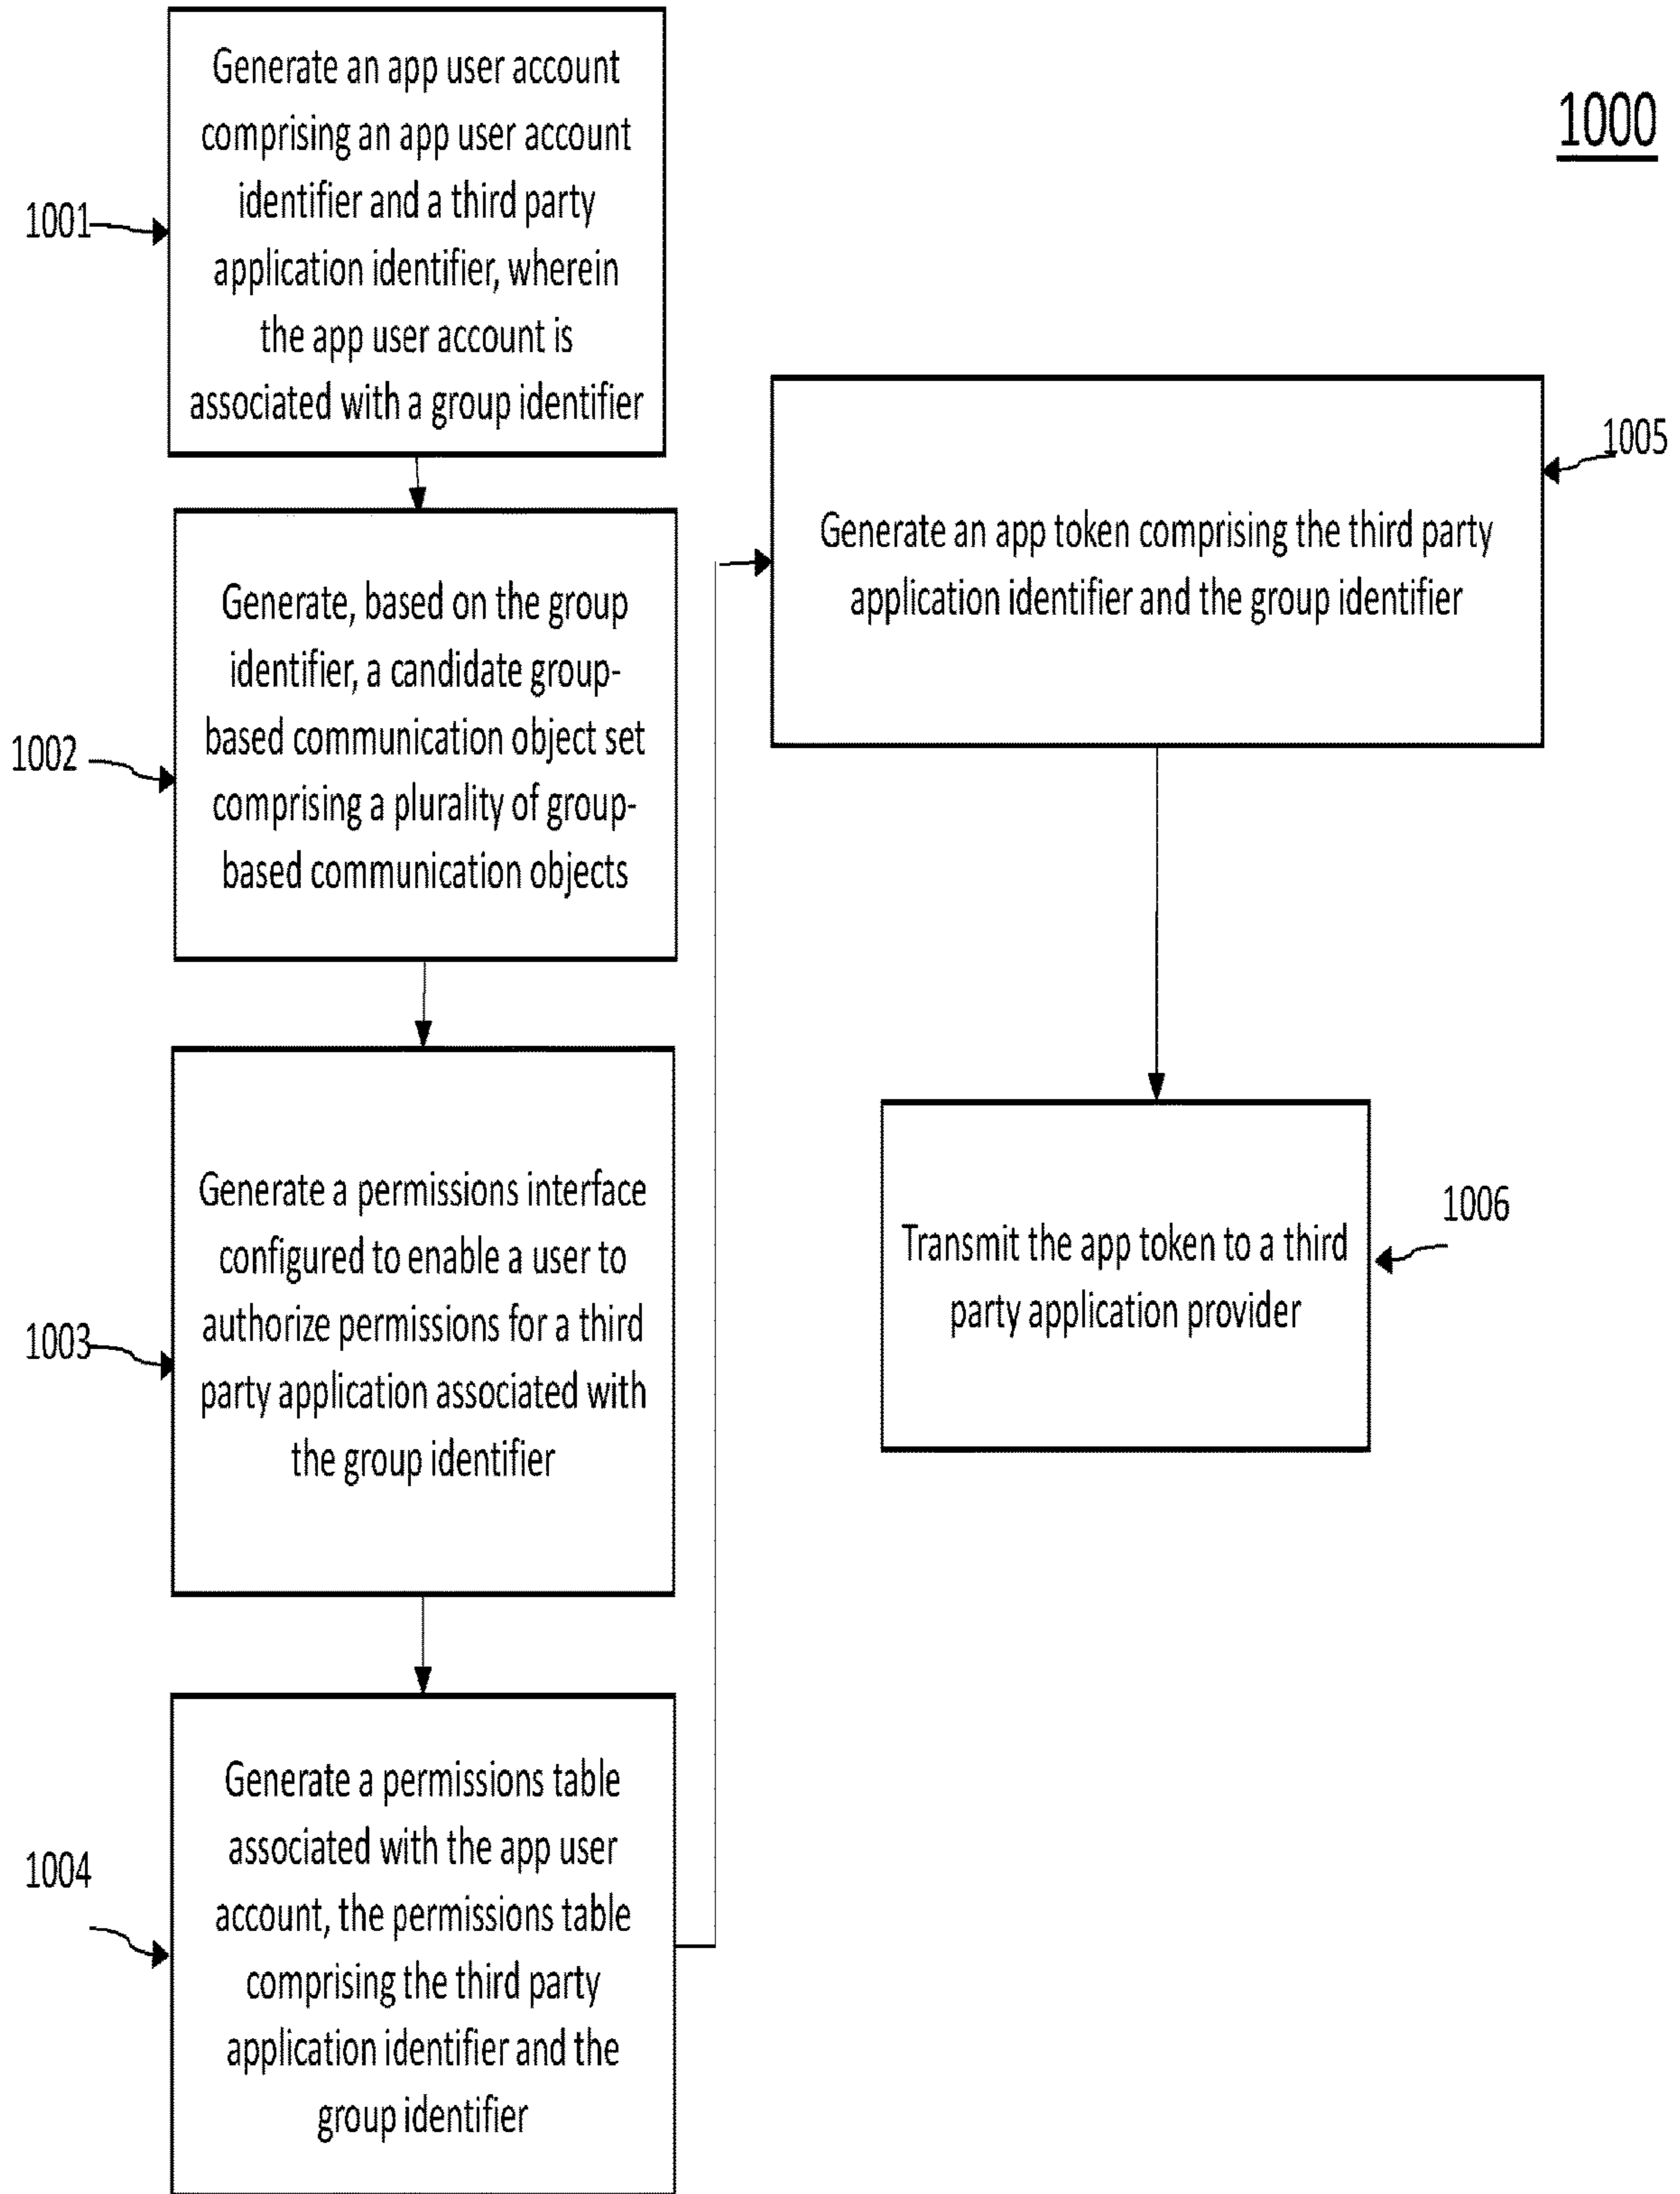 1000
1001
Generate an app user account
comprising an app user account
identifier and a third party
application identifier, wherein
the app user account is
associated with a group identifier
1002
Generate, based on the group
identifier, a candidate group-
based communication object set
comprising a plurality of group-
based communication objects
1003
Generate a permissions interface
configured to enable a user to
authorize permissions for a third
party application associated with
the group identifier
1004
Generate a permissions table
associated with the app user
account, the permissions table
comprising the third party
application identifier and the
group identifier
1005
Generate an app token comprising the third party
application identifier and the group identifier
1006
Transmit the app token to a third
party application provider